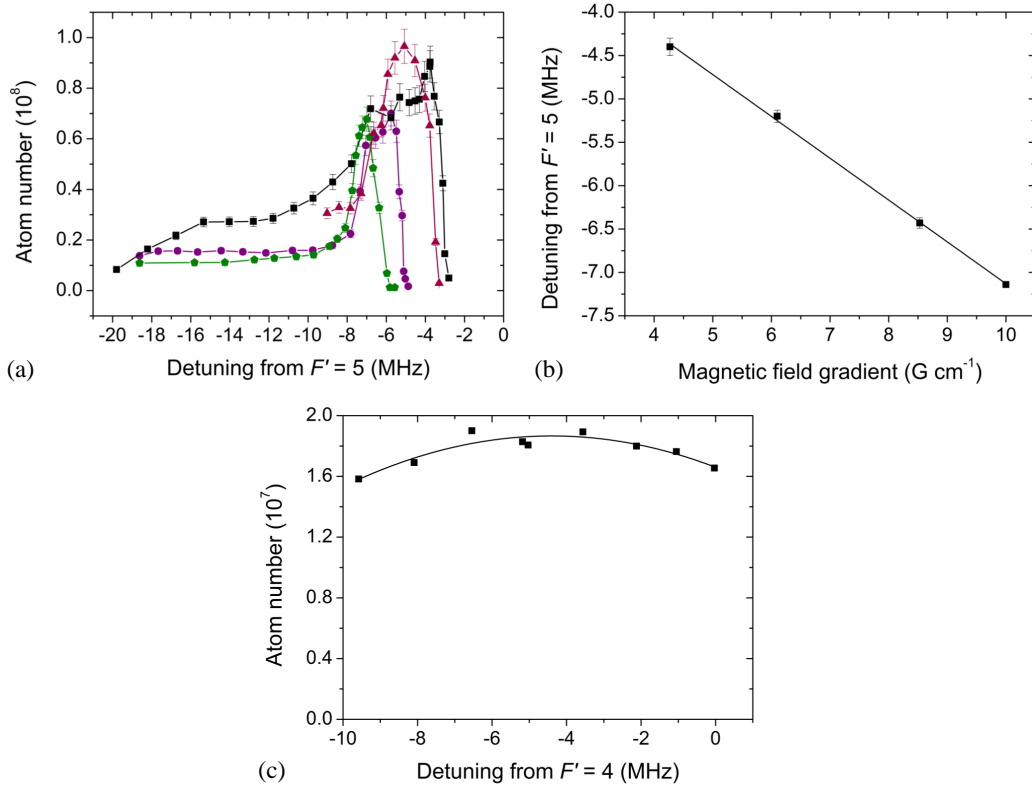 1.0
0.8
0.6
0.4
0.2
0.0
Atom number (10⁸)
-20 -18 -16 -14 -12 -10 -8 -6 -4 -2 0
Detuning from F' = 5 (MHz)
(a)
-4.0
-4.5
-5.0
-5.5
-6.0
-6.5
-7.0
-7.5
Detuning from F' = 5 (MHz)
4 5 6 7 8 9 10
Magnetic field gradient (G cm⁻¹)
(b)
2.0
1.6
1.2
0.8
0.4
0.0
Atom number (10⁷)
-10 -8 -6 -4 -2 0
Detuning from F' = 4 (MHz)
(c)